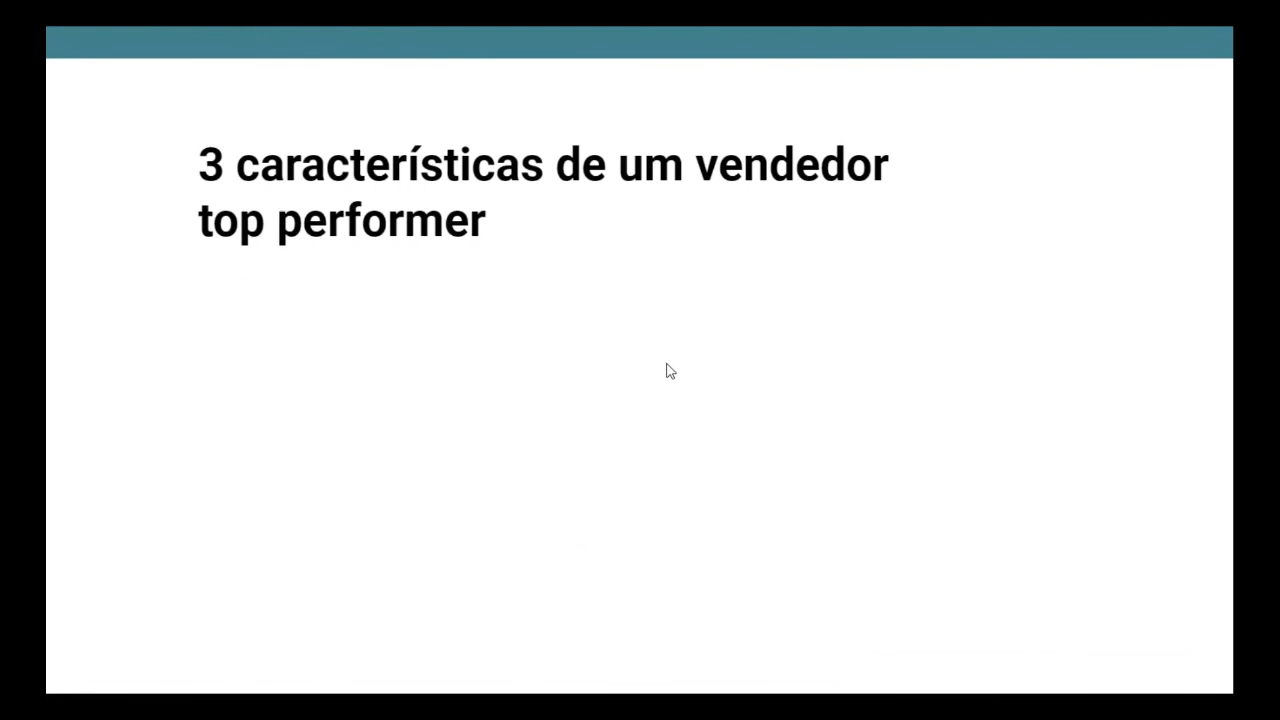 3 características de um vendedor
top performer